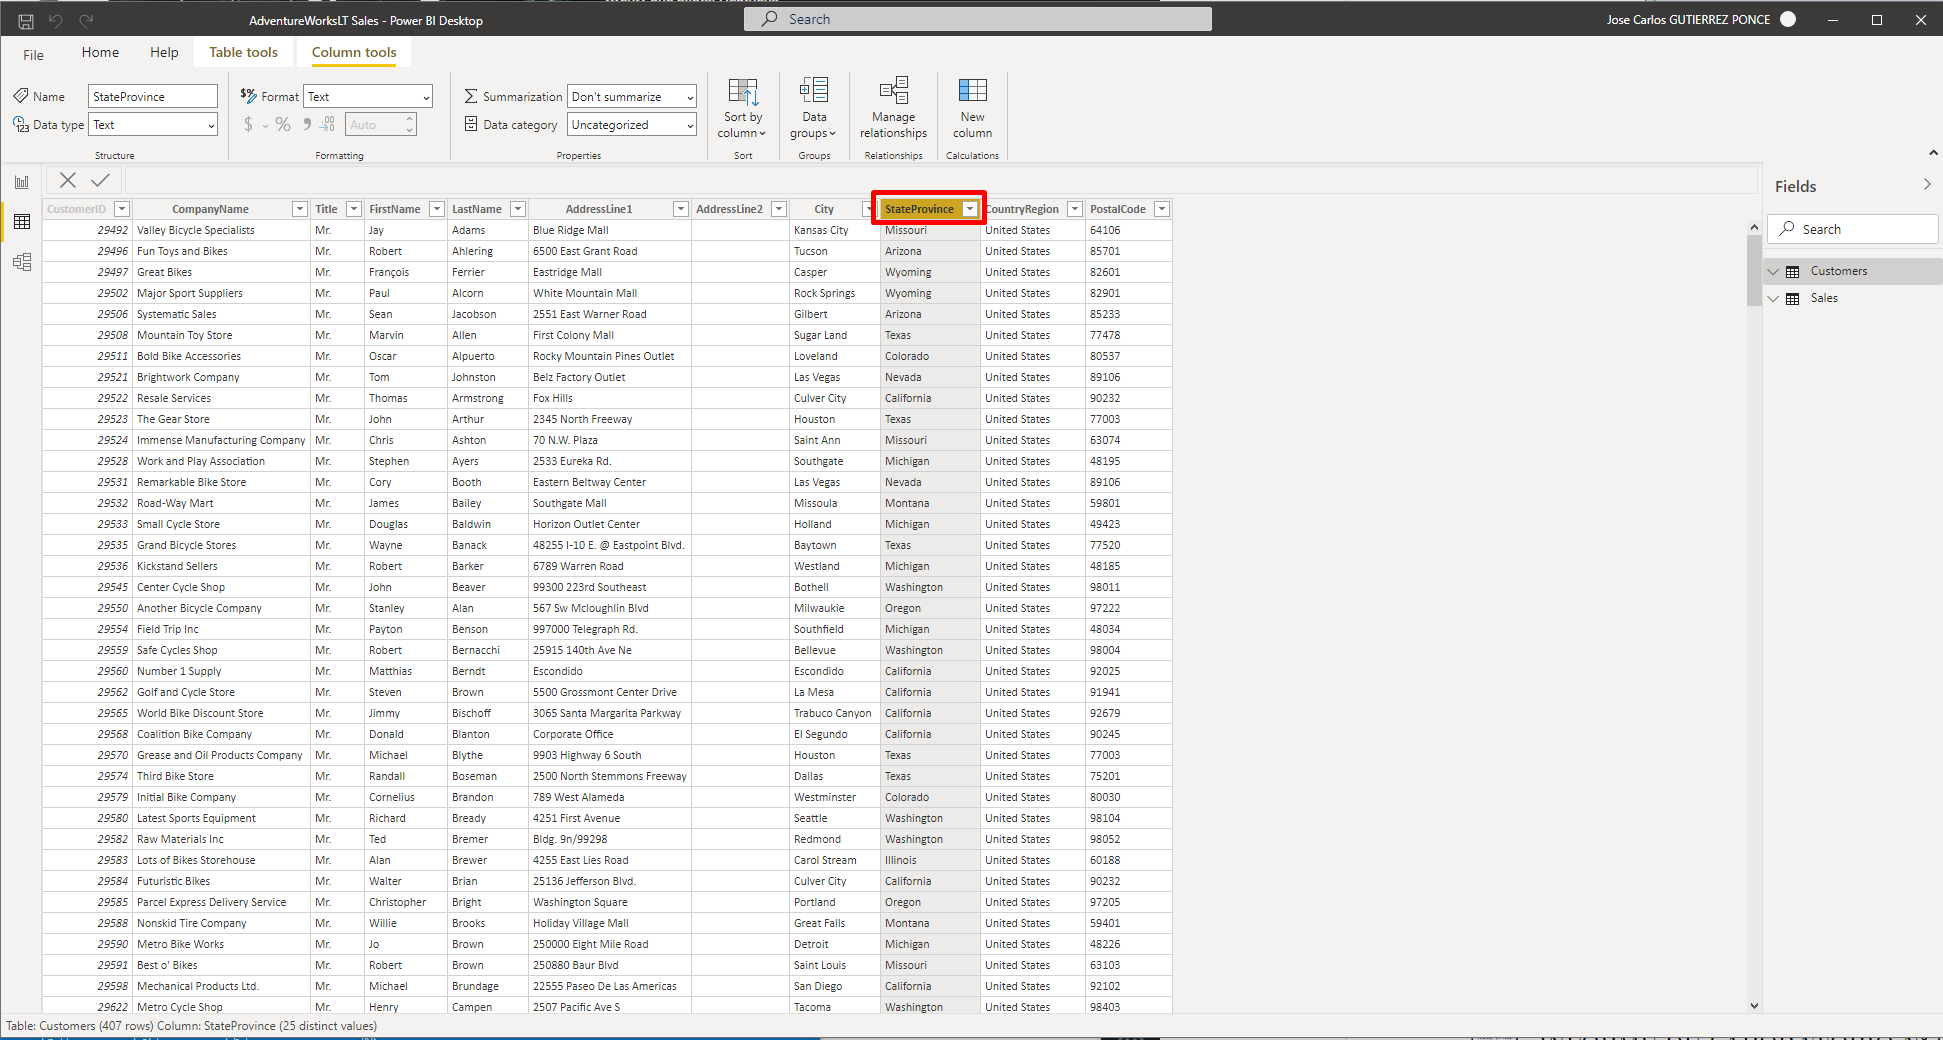 AdventureWorksLT Sales - Power BI Desktop
Search
Jose Carlos GUTIERREZ PONCE
File Home Help Table tools Column tools
Name StateProvince
Data type Text
Structure
Format Text
$ % Auto
Formatting
Summarization Don't summarize
Data category Uncategorized
Properties
Sort by column
Sort
Data groups
Groups
Manage relationships
Relationships
New column
Calculations
Fields
Search
Customers
Sales
CustomerID CompanyName Title FirstName LastName AddressLine1 AddressLine2 City StateProvince CountryRegion PostalCode
29492 Valley Bicycle Specialists Mr. Jay Adams Blue Ridge Mall Kansas City Missouri United States 64106
29496 Fun Toys and Bikes Mr. Robert Ahlering 6500 East Grant Road Tucson Arizona United States 85701
29497 Great Bikes Mr. François Ferrier Eastridge Mall Casper Wyoming United States 82601
29502 Major Sport Suppliers Mr. Paul Alcorn White Mountain Mall Rock Springs Wyoming United States 82901
29506 Systematic Sales Mr. Sean Jacobson 2551 East Warner Road Gilbert Arizona United States 85233
29508 Mountain Toy Store Mr. Marvin Allen First Colony Mall Sugar Land Texas United States 77478
29511 Bold Bike Accessories Mr. Oscar Alpuerto Rocky Mountain Pines Outlet Loveland Colorado United States 80537
29521 Brightwork Company Mr. Tom Johnston Belz Factory Outlet Las Vegas Nevada United States 89106
29522 Resale Services Mr. Thomas Armstrong Fox Hills Culver City California United States 90232
29523 The Gear Store Mr. John Arthur 2345 North Freeway Houston Texas United States 77003
29524 Immense Manufacturing Company Mr. Chris Ashton 70 N.W. Plaza Saint Ann Missouri United States 63074
29528 Work and Play Association Mr. Stephen Ayers 2533 Eureka Rd. Southgate Michigan United States 48195
29531 Remarkable Bike Store Mr. Cory Booth Eastern Beltway Center Las Vegas Nevada United States 89106
29532 Road-Way Mart Mr. James Bailey Southgate Mall Missoula Montana United States 59801
29533 Small Cycle Store Mr. Douglas Baldwin Horizon Outlet Center Holland Michigan United States 49423
29535 Grand Bicycle Stores Mr. Wayne Banack 48255 I-10 E. @ Eastpoint Blvd. Baytown Texas United States 77520
29536 Kickstand Sellers Mr. Robert Barker 6789 Warren Road Westland Michigan United States 48185
29545 Center Cycle Shop Mr. John Beaver 99300 223rd Southeast Bothell Washington United States 98011
29550 Another Bicycle Company Mr. Stanley Alan 567 Sw Mcloughlin Blvd Milwaukie Oregon United States 97222
29554 Field Trip Inc Mr. Payton Benson 997000 Telegraph Rd. Southfield Michigan United States 48034
29559 Safe Cycles Shop Mr. Robert Bernacchi 25915 140th Ave Ne Bellevue Washington United States 98004
29560 Number 1 Supply Mr. Matthias Berndt Escondido Escondido California United States 92025
29562 Golf and Cycle Store Mr. Steven Brown 5500 Grossmont Center Drive La Mesa California United States 91941
29565 World Bike Discount Store Mr. Jimmy Bischoff 3065 Santa Margarita Parkway Trabuco Canyon California United States 92679
29568 Coalition Bike Company Mr. Donald Blanton Corporate Office El Segundo California United States 90245
29570 Grease and Oil Products Company Mr. Michael Blythe 9903 Highway 6 South Houston Texas United States 77003
29574 Third Bike Store Mr. Randall Boseman 2500 North Stemmons Freeway Dallas Texas United States 75201
29579 Initial Bike Company Mr. Cornelius Brandon 789 West Alameda Westminster Colorado United States 80030
29580 Latest Sports Equipment Mr. Richard Bready 4251 First Avenue Seattle Washington United States 98104
29582 Raw Materials Inc Mr. Ted Bremer Bldg. 9n/99298 Redmond Washington United States 98052
29583 Lots of Bikes Storehouse Mr. Alan Brewer 4255 East Lies Road Carol Stream Illinois United States 60188
29584 Futuristic Bikes Mr. Walter Brian 25136 Jefferson Blvd. Culver City California United States 90232
29585 Parcel Express Delivery Service Mr. Christopher Bright Washington Square Portland Oregon United States 97205
29588 Nonskid Tire Company Mr. Willie Brooks Holiday Village Mall Great Falls Montana United States 59401
29590 Metro Bike Works Mr. Jo Brown 250000 Eight Mile Road Detroit Michigan United States 48226
29591 Best o' Bikes Mr. Robert Brown 250880 Baur Blvd Saint Louis Missouri United States 63103
29598 Mechanical Products Ltd. Mr. Michael Brundage 22555 Paseo De Las Americas San Diego California United States 92102
29622 Metro Cycle Shop Mr. Henry Campen 2507 Pacific Ave S Tacoma Washington United States 98403
Table: Customers (407 rows) Column: StateProvince (25 distinct values)